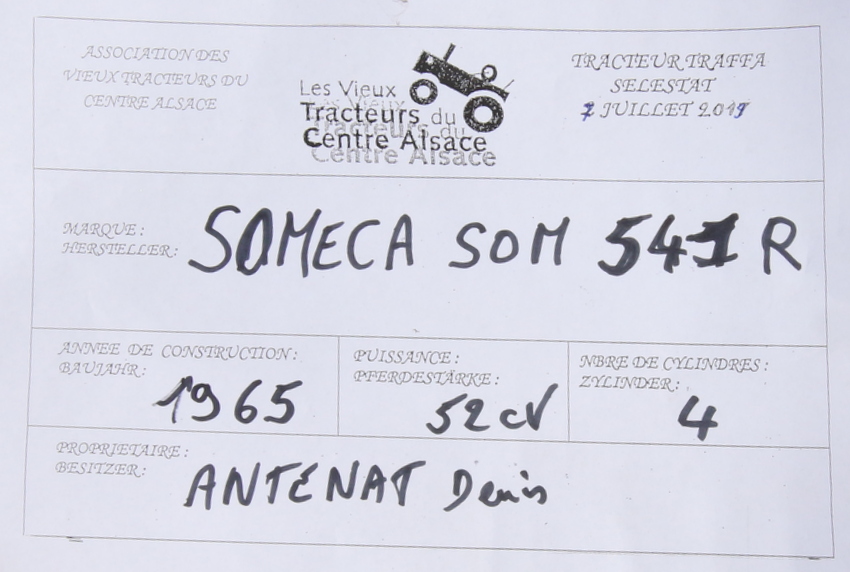 ASSOCIATION DES
VIEUX TRACTEURS DU
CENTRE ALSACE
Les Vieux
Tracteurs du
Centre Alsace
TRACTEUR TRAFFA
SELESTAT
7 JUILLET 2019
MARQUE :
HERSTELLER :
SOMECA SOM 541 R
ANNEE DE CONSTRUCTION :
BAUJAHR :
1965
PUISSANCE :
PFERDESTÄRKE :
52 cV
NBRE DE CYLINDRES :
ZYLINDER :
4
PROPRIETAIRE :
BESITZER :
ANTENAT Denis